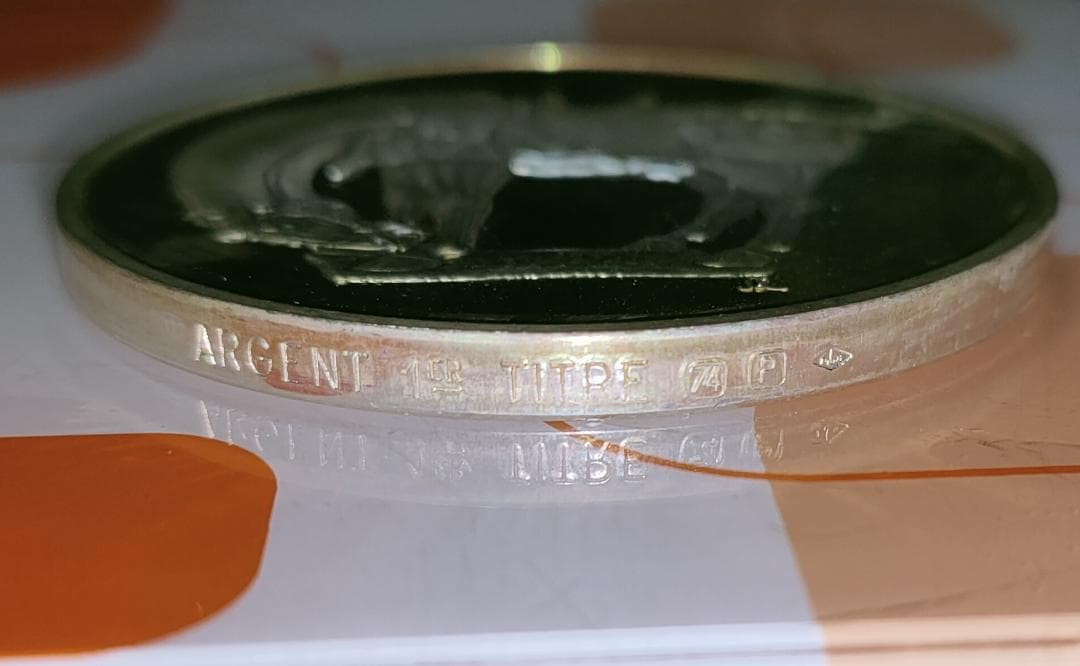 ARGENT 1ER TITRE 74 P